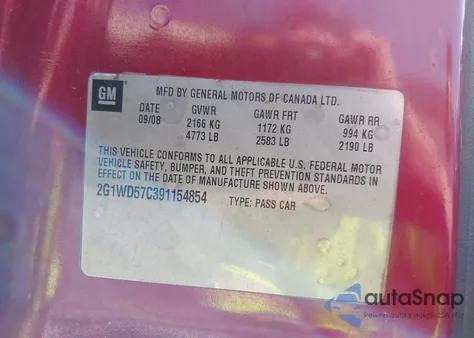 GM
MFD BY GENERAL MOTORS OF CANADA LTD.
DATE GVWR GAWR FRT GAWR RR
09/08 2166 KG 1172 KG 994 KG
4773 LB 2583 LB 2190 LB
THIS VEHICLE CONFORMS TO ALL APPLICABLE U.S. FEDERAL MOTOR
VEHICLE SAFETY, BUMPER, AND THEFT PREVENTION STANDARDS IN
EFFECT ON THE DATE OF MANUFACTURE SHOWN ABOVE.
2G1WD57C391154854 TYPE: PASS CAR
autaSnap